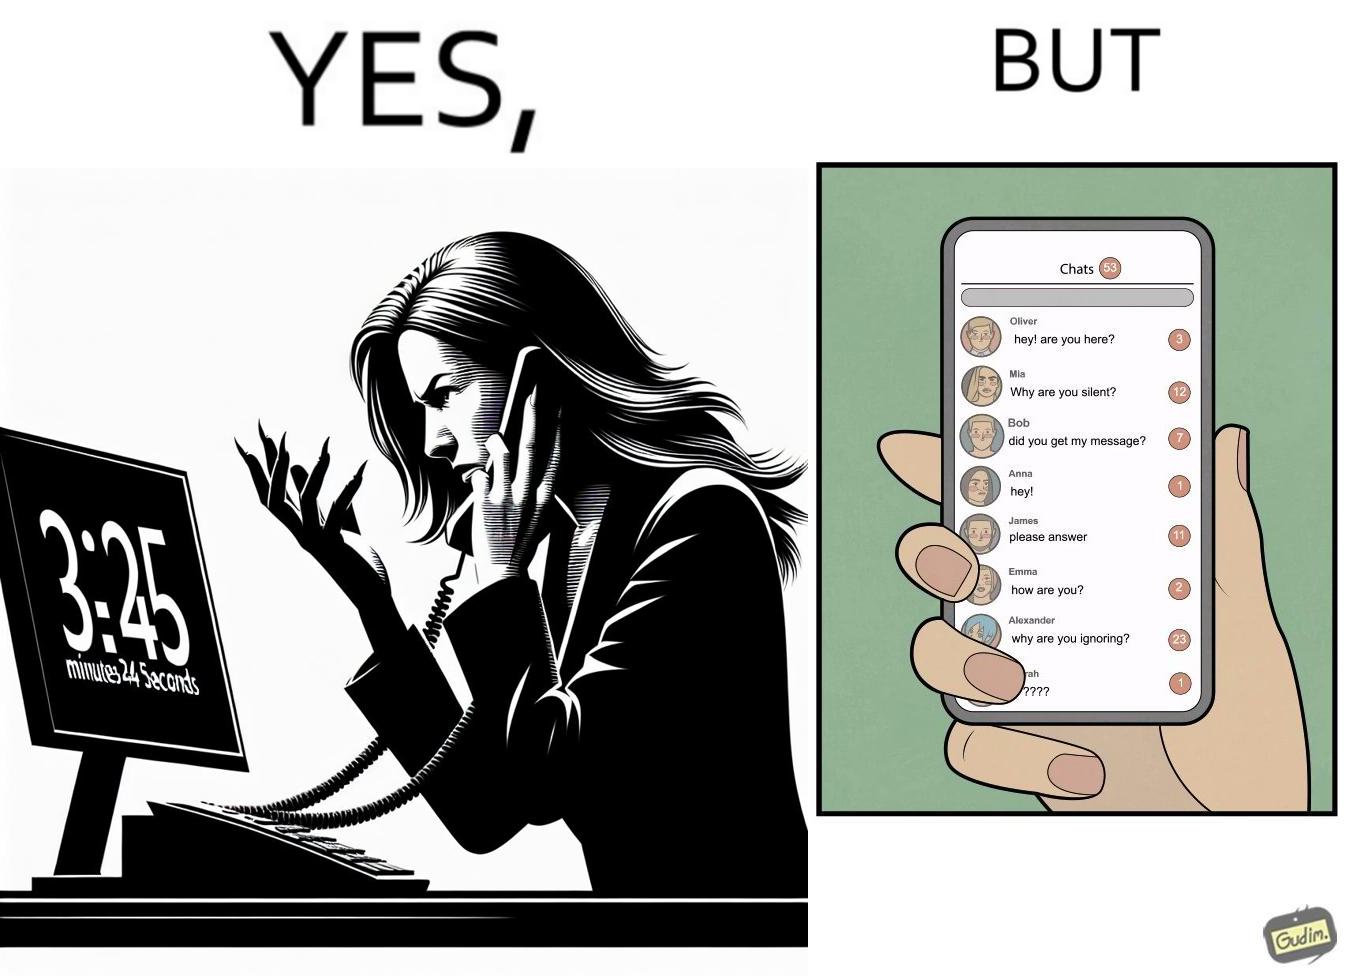 YES,
BUT
3:25
minutes 24 Seconds
Chats 53
Oliver
hey! are you here? 3
Mia
Why are you silent? 12
Bob
did you get my message? 7
Anna
hey! 1
James
please answer 11
Emma
how are you? 2
Alexander
why are you ignoring? 23
rah
???? 1
Gudim.